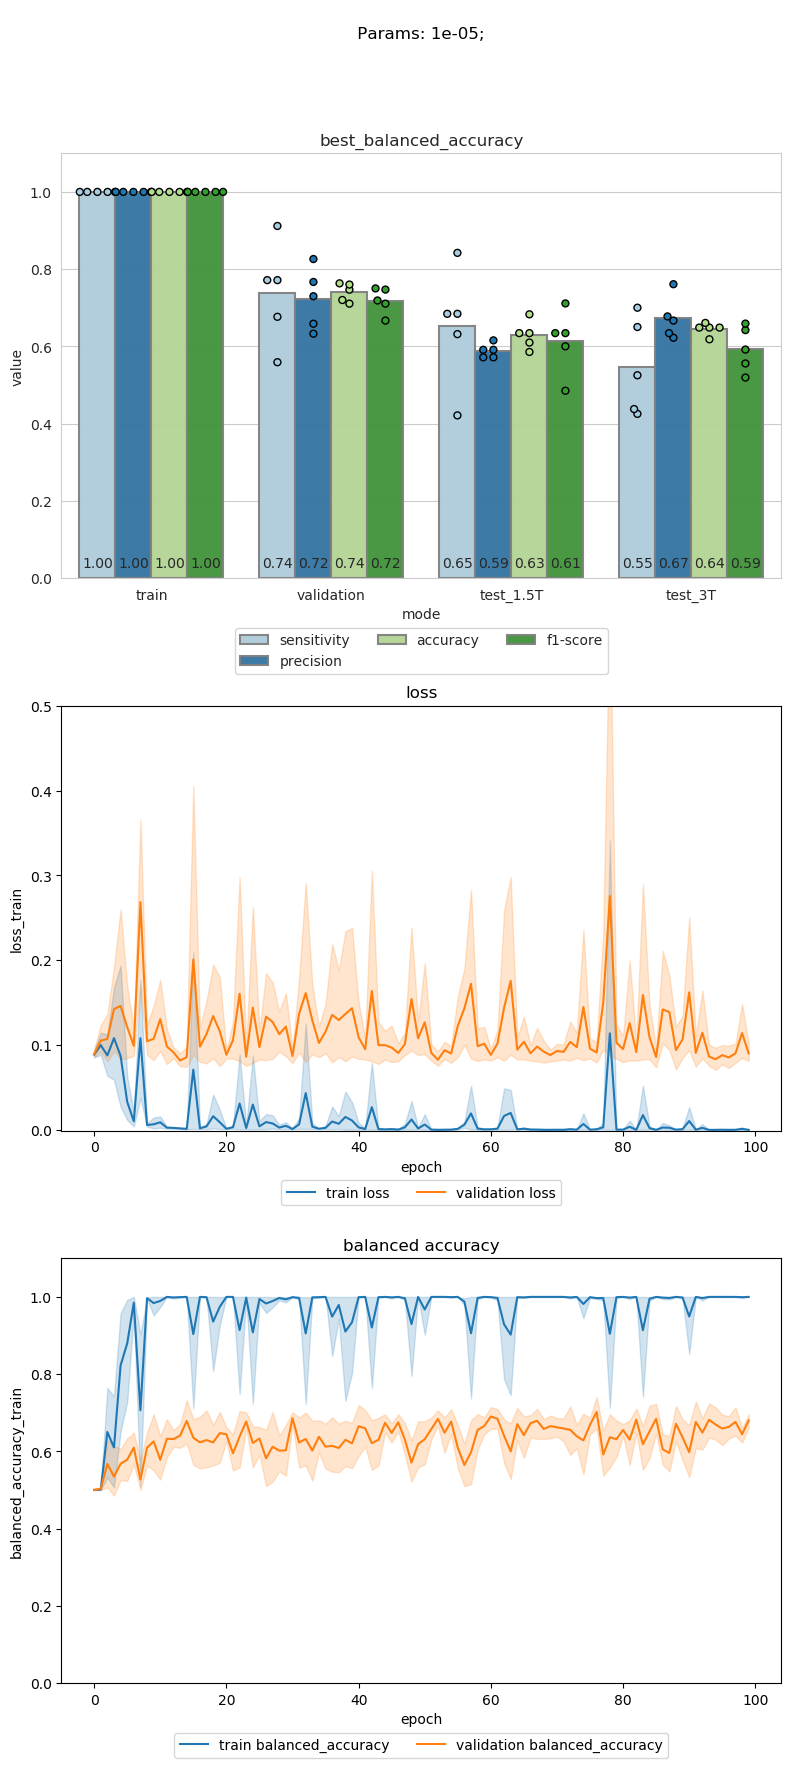 Params: 1e-05;
best_balanced_accuracy
value
1.0
0.8
0.6
0.4
0.2
0.0
1.00 1.00 1.00 1.00 0.74 0.72 0.74 0.72 0.65 0.59 0.63 0.61 0.55 0.67 0.64 0.59
train validation test_1.5T test_3T
mode
sensitivity accuracy f1-score
precision
loss
loss_train
0.5
0.4
0.3
0.2
0.1
0.0
0 20 40 60 80 100
epoch
train loss validation loss
balanced accuracy
balanced_accuracy_train
1.0
0.8
0.6
0.4
0.2
0.0
0 20 40 60 80 100
epoch
train balanced_accuracy validation balanced_accuracy